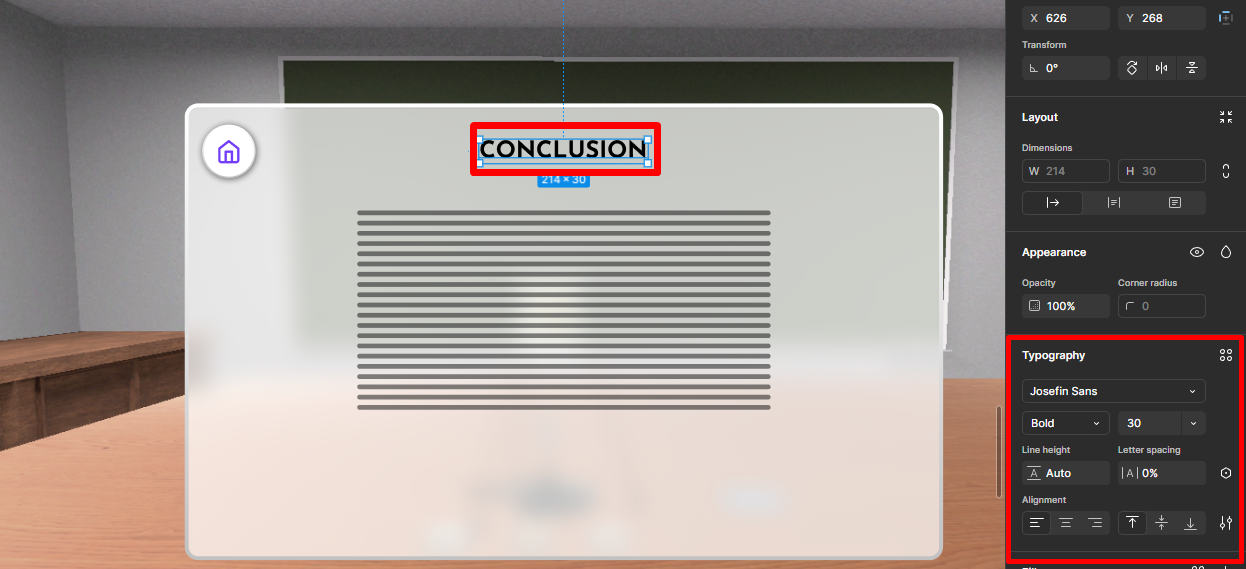 CONCLUSION
214 × 30
X 626 Y 268
Transform
0°
Layout
Dimensions
W 214 H 30
Appearance
Opacity Corner radius
100% 0
Typography
Josefin Sans
Bold 30
Line height Letter spacing
A Auto |A| 0%
Alignment